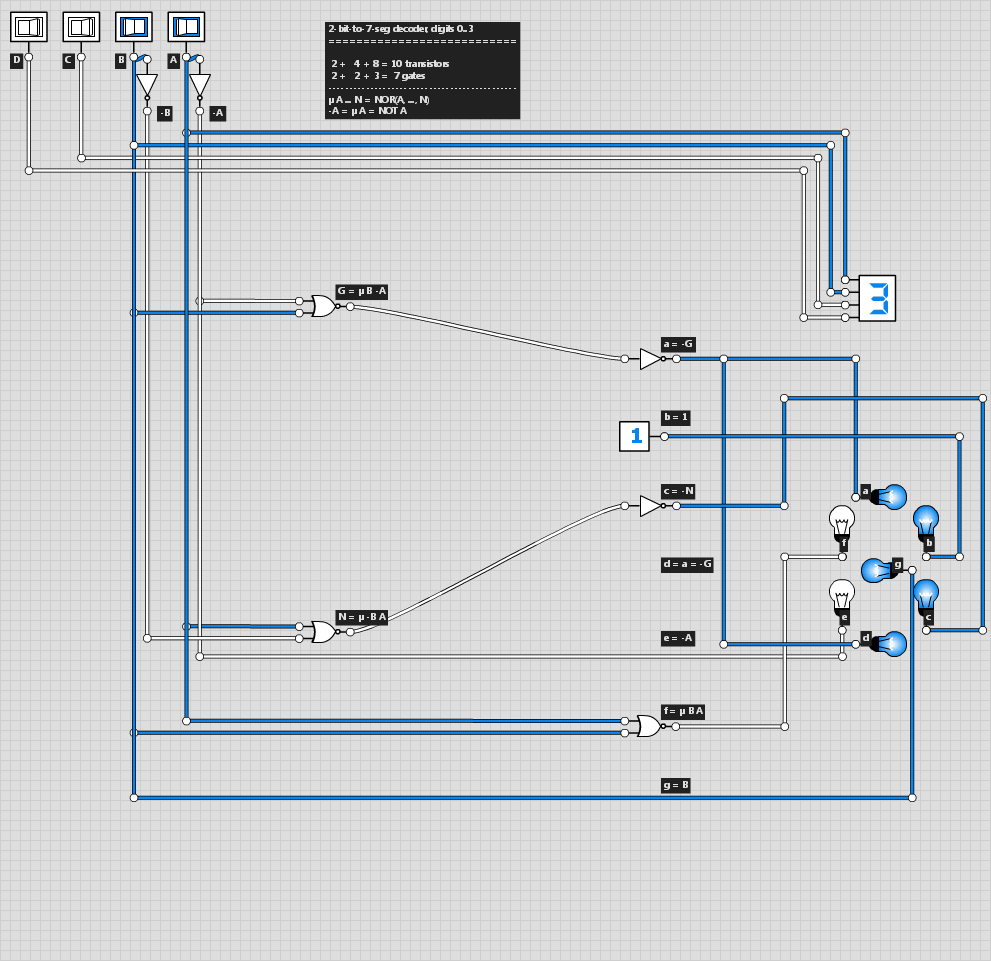 D
C
B
A
-B
-A
2-bit-to-7-seg decoder, digits 0..3
============================
2 + 4 + 8 = 10 transistors
2 + 2 + 3 = 7 gates
µ A ... N = NOR(A, ..., N)
-A = µ A = NOT A
G = µ B -A
3
a = -G
b = 1
1
c = -N
a
f
b
d = a = -G
g
N = µ -B A
e = -A
e
c
d
f = µ B A
g = B